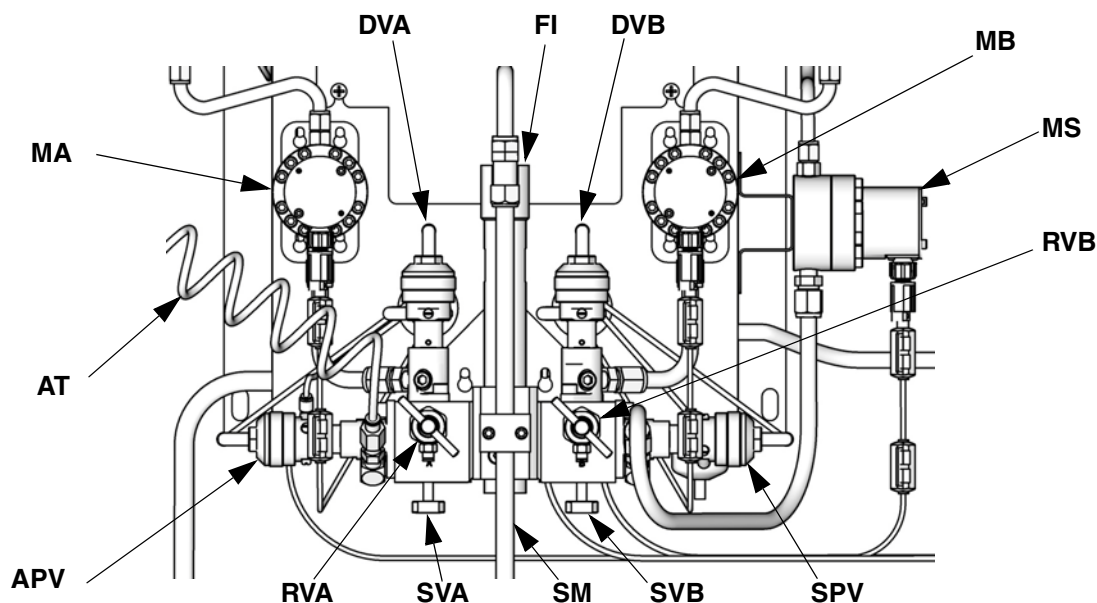 DVA FI DVB
MB
MS
MA
RVB
AT
APV
RVA SVA SM SVB SPV